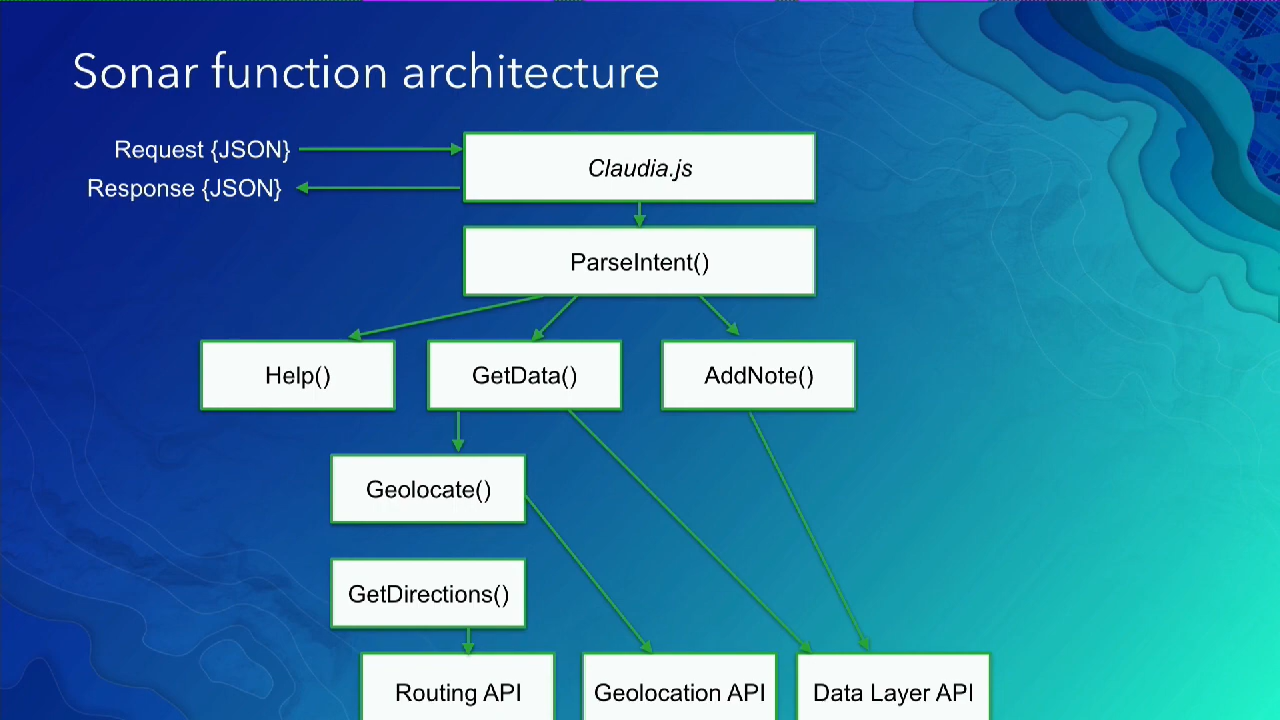 Sonar function architecture
Request {JSON}
Response {JSON}
Claudia.js
ParseIntent()
Help()
GetData()
AddNote()
Geolocate()
GetDirections()
Routing API
Geolocation API
Data Layer API